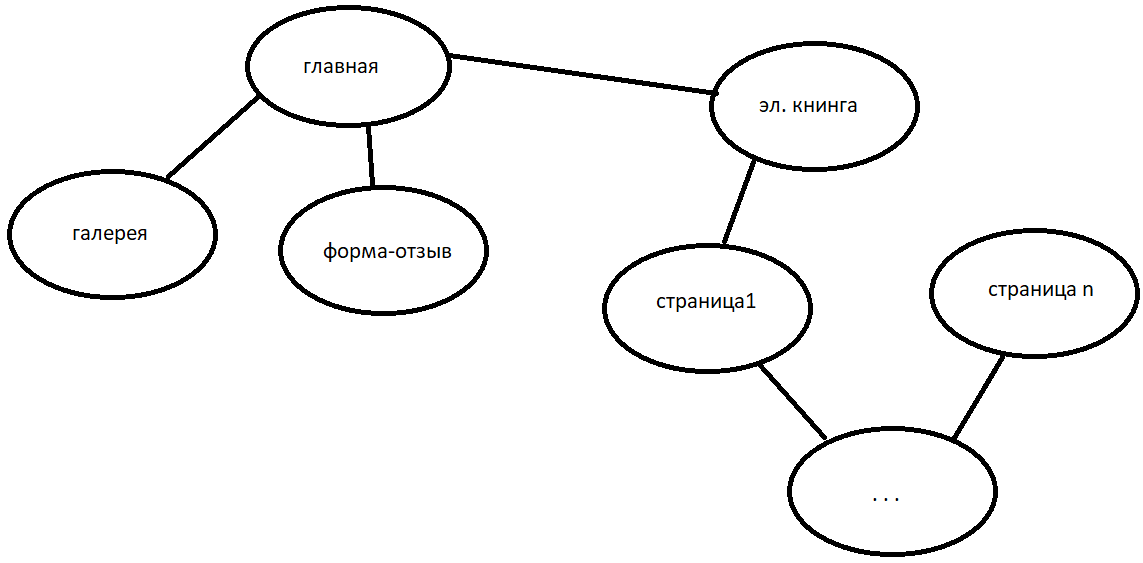 главная
эл. книнга
галерея
форма-отзыв
страница1
страница n
. . .